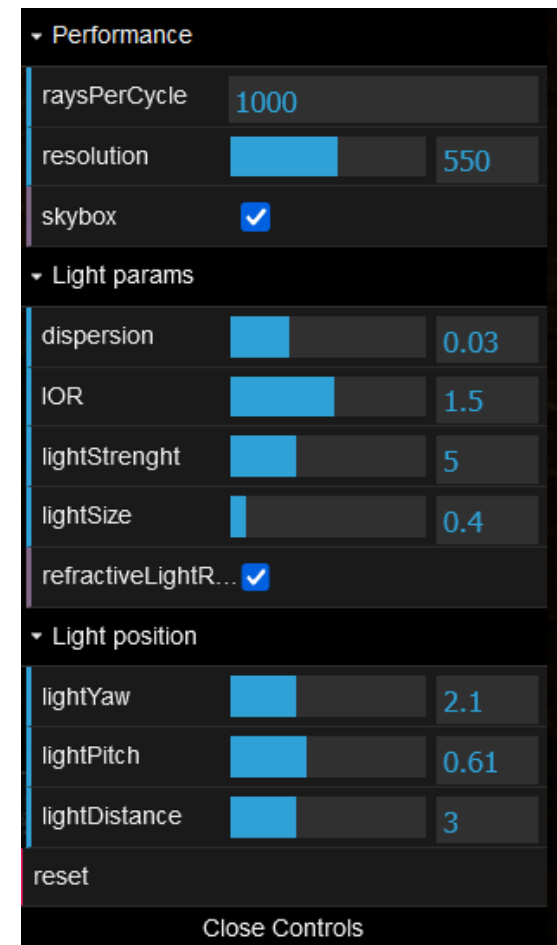 Performance
raysPerCycle 1000
resolution 550
skybox
Light params
dispersion 0.03
IOR 1.5
lightStrenght 5
lightSize 0.4
refractiveLightR...
Light position
lightYaw 2.1
lightPitch 0.61
lightDistance 3
reset
Close Controls